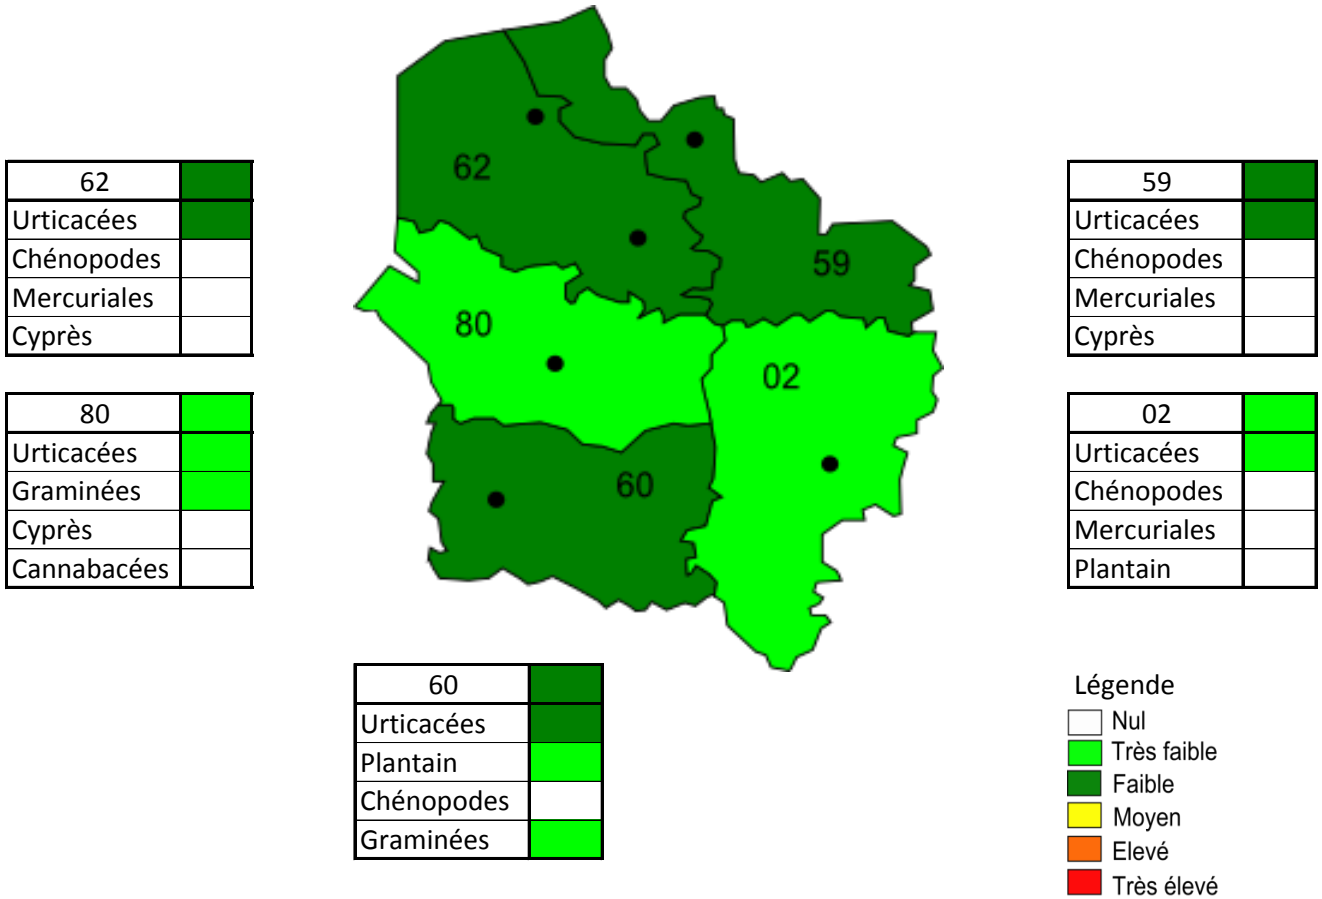 62
Urticacées
Chénopodes
Mercuriales
Cyprès
80
Urticacées
Graminées
Cyprès
Cannabacées
62
59
80
02
60
59
Urticacées
Chénopodes
Mercuriales
Cyprès
02
Urticacées
Chénopodes
Mercuriales
Plantain
60
Urticacées
Plantain
Chénopodes
Graminées
Légende
Nul
Très faible
Faible
Moyen
Elevé
Très élevé